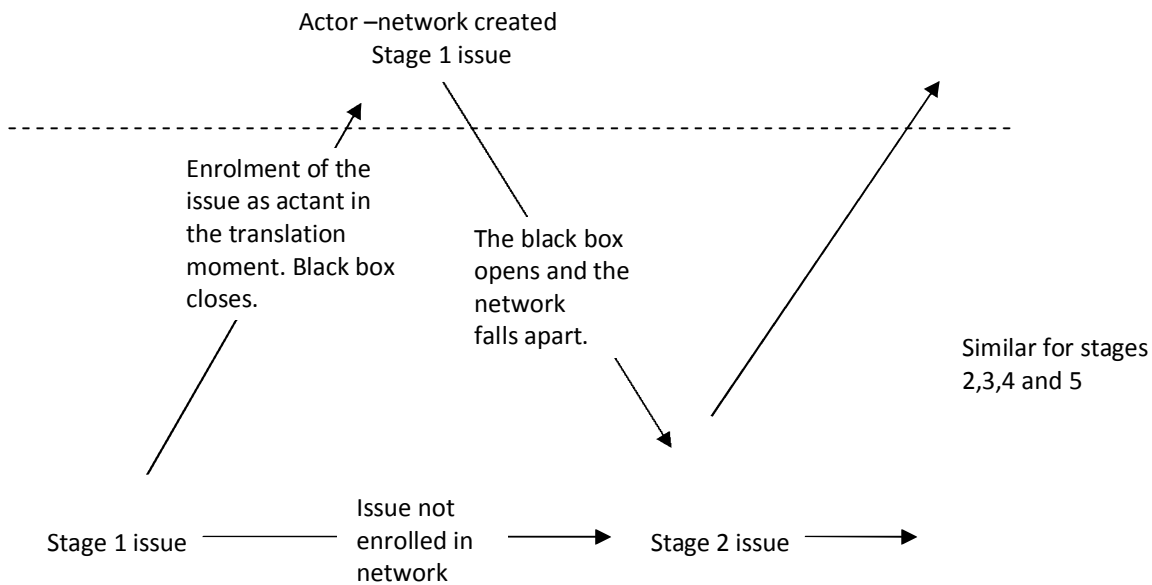 Actor –network created
Stage 1 issue
Enrolment of the
issue as actant in
the translation
moment. Black box
closes.
The black box
opens and the
network
falls apart.
Similar for stages
2,3,4 and 5
Stage 1 issue
Issue not
enrolled in
network
Stage 2 issue